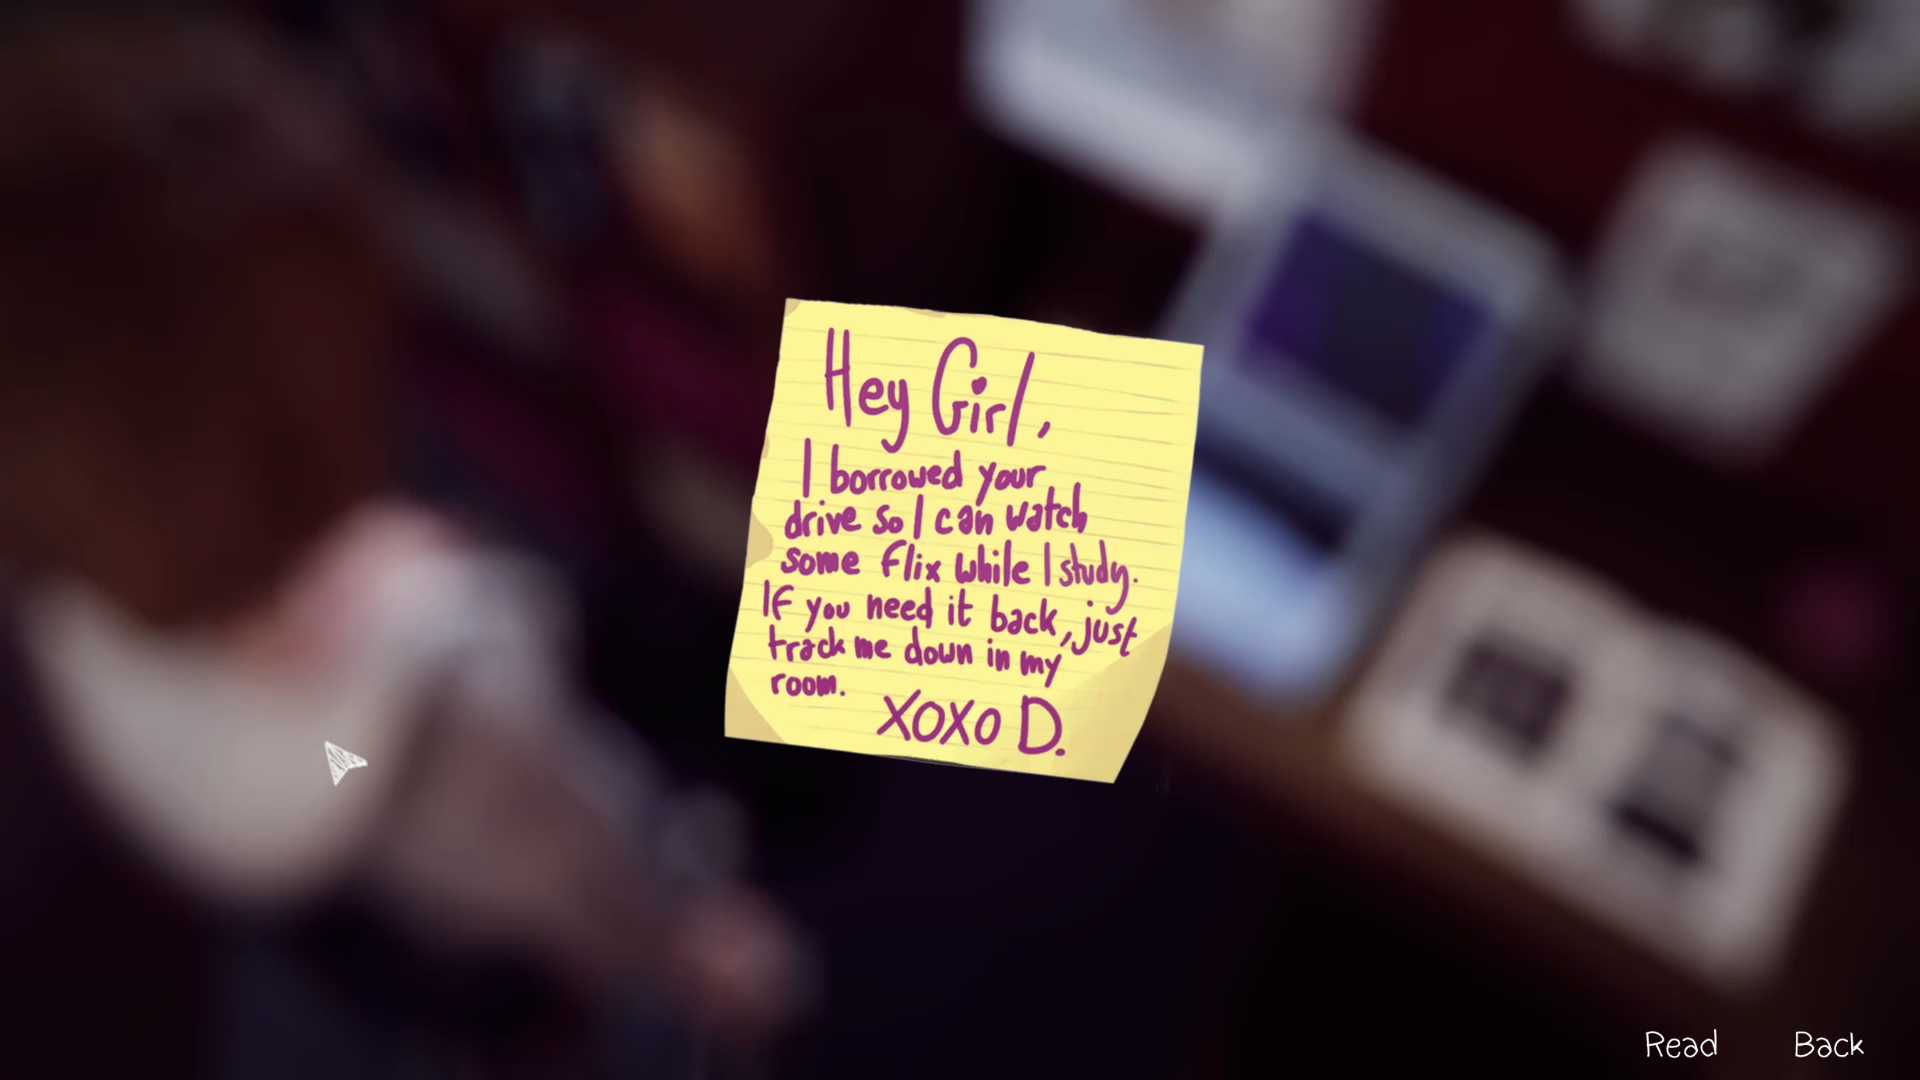 Hey Girl,
I borrowed your
drive so I can watch
some flix while I study.
If you need it back, just
track me down in my
room.
XOXO D.
Read Back